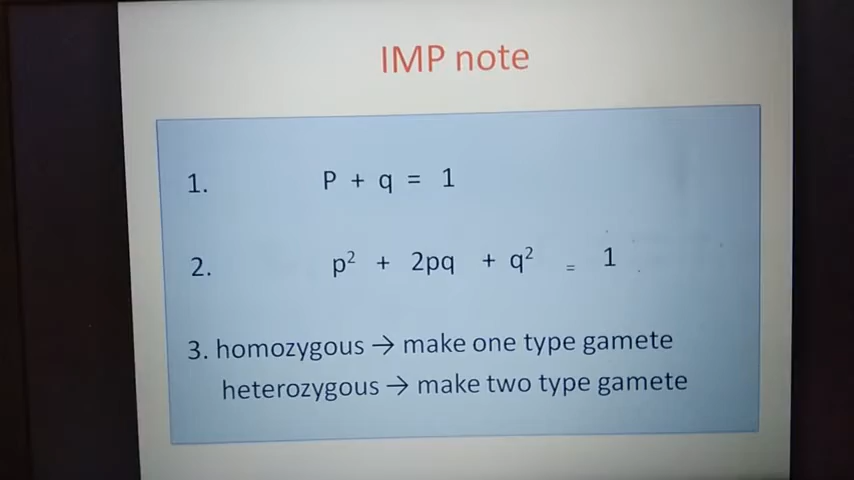 IMP note
1. P + q = 1
2. p² + 2pq + q² = 1
3. homozygous → make one type gamete
heterozygous → make two type gamete